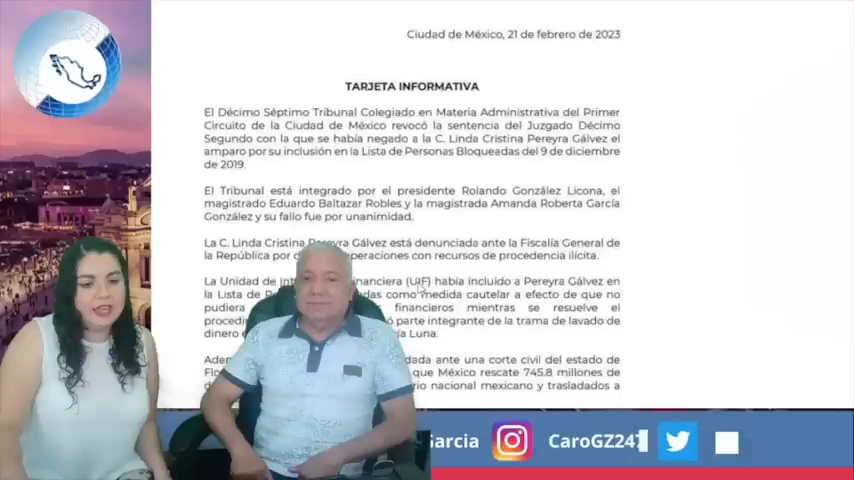 Ciudad de México, 21 de febrero de 2023
TARJETA INFORMATIVA
El Décimo Séptimo Tribunal Colegiado en Materia Administrativa del Primer
Circuito de la Ciudad de México revocó la sentencia del Juzgado Décimo
Segundo con la que se había negado a la C. Linda Cristina Pereyra Gálvez el
amparo por su inclusión en la Lista de Personas Bloqueadas del 9 de diciembre
de 2019.
El Tribunal está integrado por el presidente Rolando González Licona, el
magistrado Eduardo Baltazar Robles y la magistrada Amanda Roberta García
González y su fallo fue por unanimidad.
La C. Linda Cristina Pereyra Gálvez está denunciada ante la Fiscalía General de
la República por operaciones con recursos de procedencia ilícita.
La Unidad de Financiera (UIF) había incluido a Pereyra Gálvez en
la Lista de como medida cautelar a efecto de que no
pudiera financieros mientras se resuelve el
parte integrante de la trama de lavado de
dinero Luna.
ante una corte civil del estado de
que México rescate 745.8 millones de
nacional mexicano y trasladados a
Garcia CaroGZ247